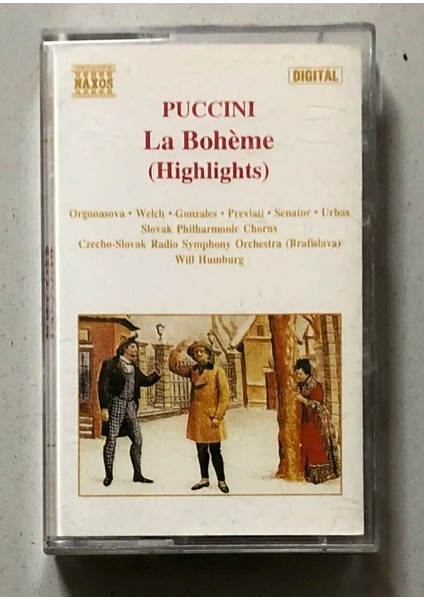 NAXOS
DIGITAL
PUCCINI
La Bohème
(Highlights)
Orgonasova • Welch • Gonzales • Previati • Senator • Urbas
Slovak Philharmonic Chorus
Czecho-Slovak Radio Symphony Orchestra (Bratislava)
Will Humburg